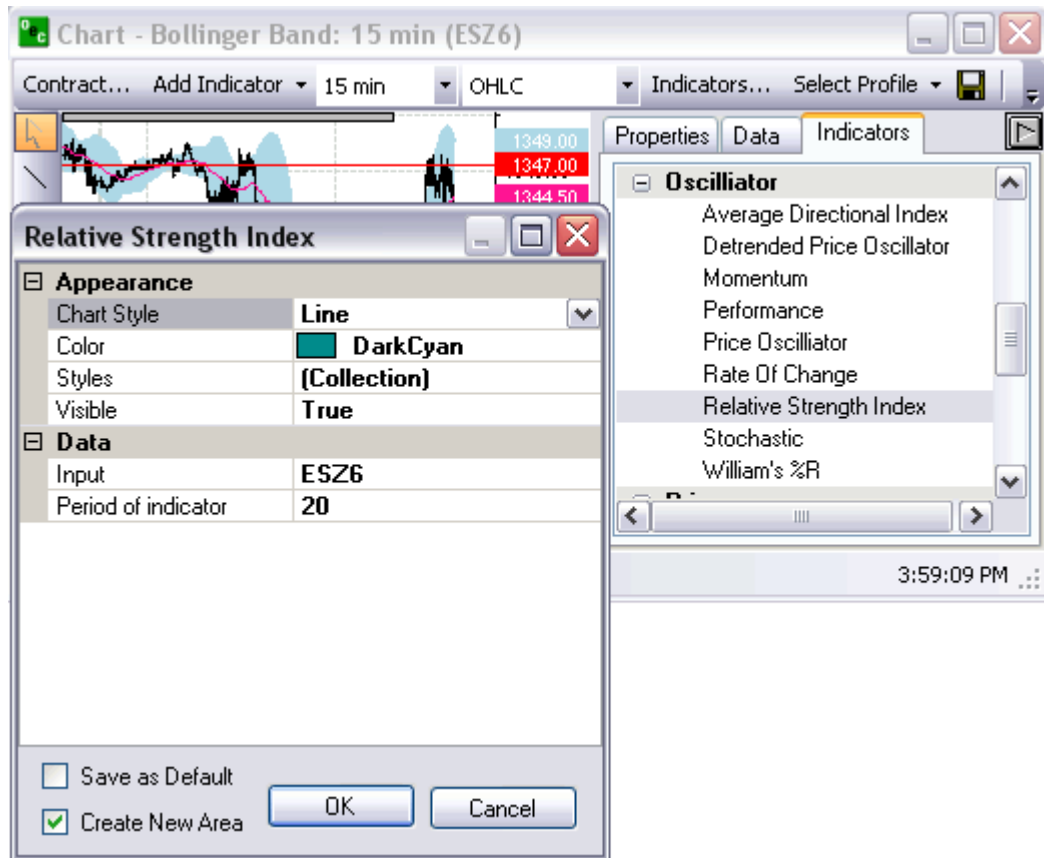 oec Chart - Bollinger Band: 15 min (ESZ6)
Contract... Add Indicator 15 min OHLC Indicators... Select Profile
1349.00
1347.00
1344.50
Properties Data Indicators
Oscilliator
Average Directional Index
Detrended Price Oscillator
Momentum
Performance
Price Oscilliator
Rate Of Change
Relative Strength Index
Stochastic
William's %R
Relative Strength Index
Appearance
Chart Style Line
Color DarkCyan
Styles (Collection)
Visible True
Data
Input ESZ6
Period of indicator 20
Save as Default
Create New Area
OK Cancel
3:59:09 PM